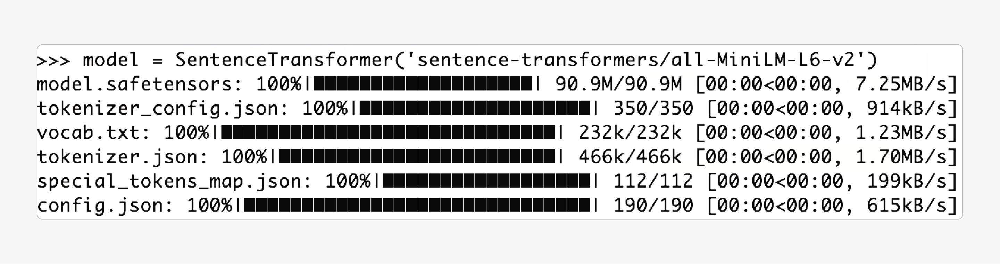 >>> model = SentenceTransformer('sentence-transformers/all-MiniLM-L6-v2')
model.safetensors: 100%|███████████████████| 90.9M/90.9M [00:00<00:00, 7.25MB/s]
tokenizer_config.json: 100%|████████████████████| 350/350 [00:00<00:00, 914kB/s]
vocab.txt: 100%|█████████████████████████████| 232k/232k [00:00<00:00, 1.23MB/s]
tokenizer.json: 100%|████████████████████████| 466k/466k [00:00<00:00, 1.70MB/s]
special_tokens_map.json: 100%|██████████████████| 112/112 [00:00<00:00, 199kB/s]
config.json: 100%|██████████████████████████████| 190/190 [00:00<00:00, 615kB/s]